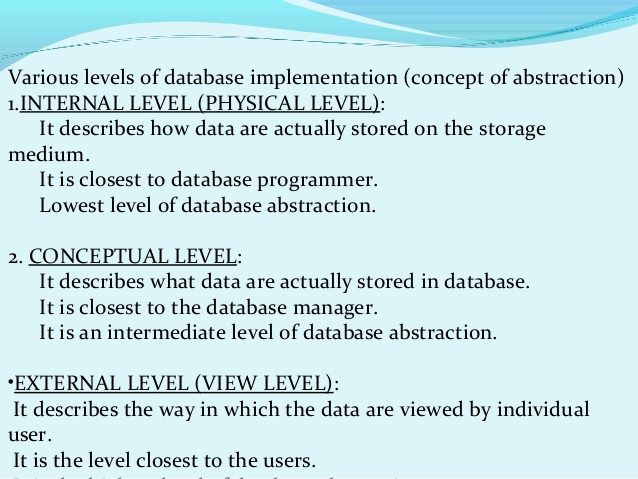 Various levels of database implementation (concept of abstraction)
1.INTERNAL LEVEL (PHYSICAL LEVEL):
It describes how data are actually stored on the storage
medium.
It is closest to database programmer.
Lowest level of database abstraction.
2. CONCEPTUAL LEVEL:
It describes what data are actually stored in database.
It is closest to the database manager.
It is an intermediate level of database abstraction.
•EXTERNAL LEVEL (VIEW LEVEL):
It describes the way in which the data are viewed by individual
user.
It is the level closest to the users.